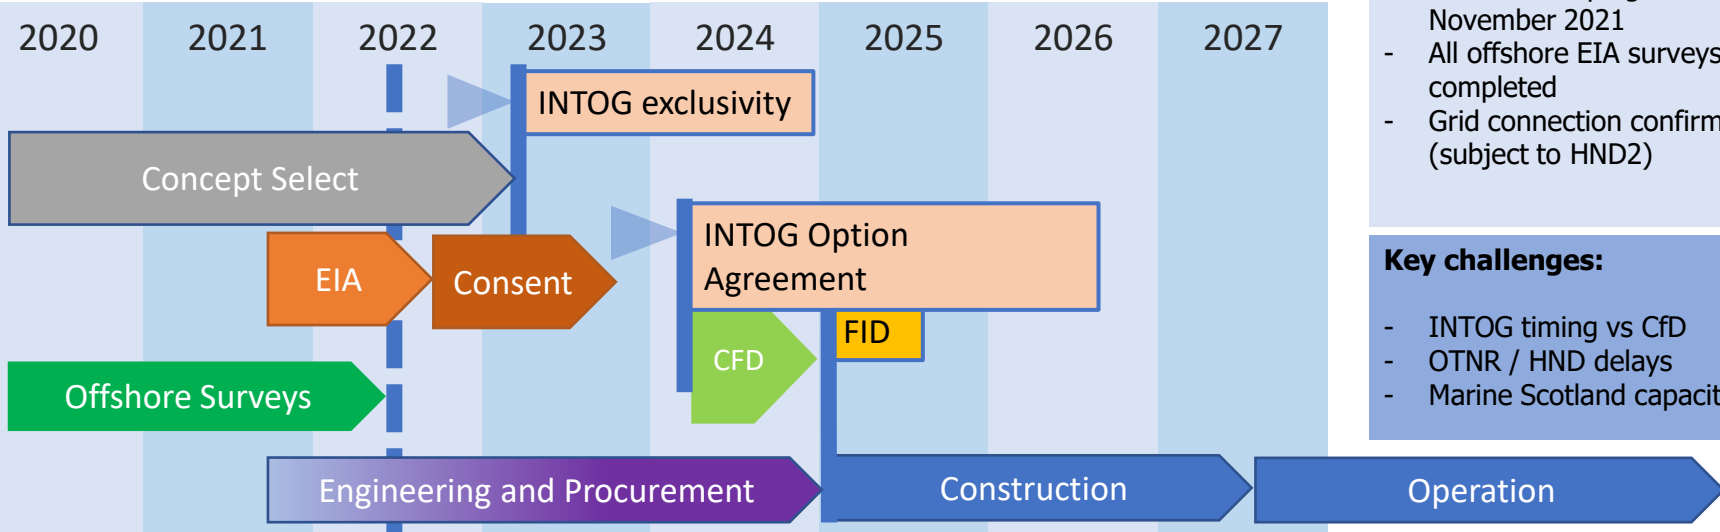 2020 2021 2022 2023 2024 2025 2026 2027
INTOG exclusivity
Concept Select
INTOG Option
Agreement
EIA
Consent
FID
CFD
Offshore Surveys
Engineering and Procurement
Construction
Operation
November 2021
- All offshore EIA surveys
completed
- Grid connection confirm
(subject to HND2)
Key challenges:
- INTOG timing vs CfD
- OTNR / HND delays
- Marine Scotland capacit